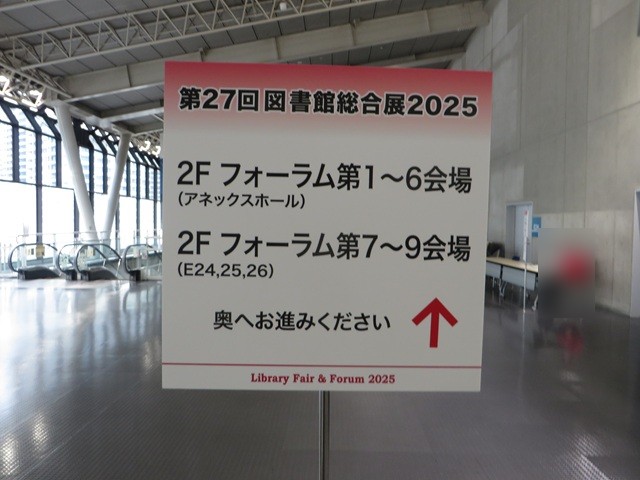 第27回図書館総合展2025
2F フォーラム第1～6会場
（アネックスホール）
2F フォーラム第7～9会場
（E24,25,26）
奥へお進みください
Library Fair & Forum 2025